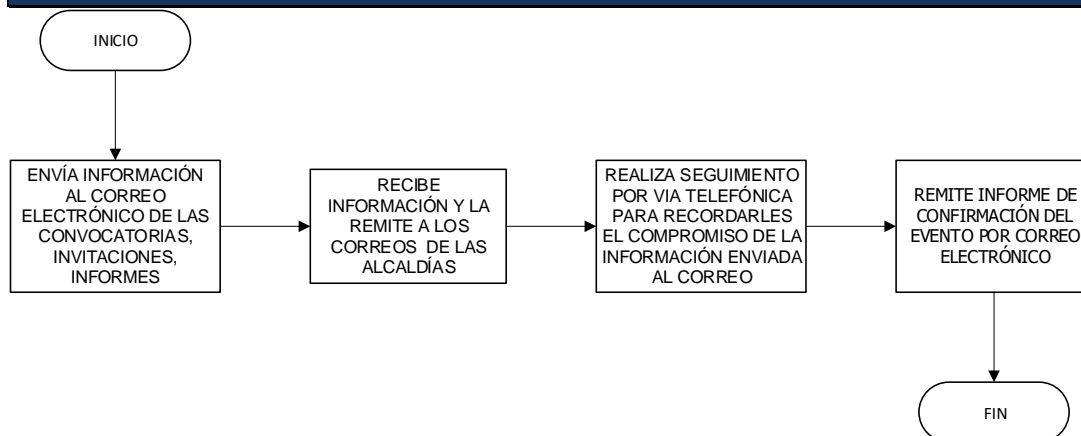 INICIO
ENVÍA INFORMACIÓN
AL CORREO
ELECTRÓNICO DE LAS
CONVOCATORIAS,
INVITACIONES,
INFORMES
RECIBE
INFORMACIÓN Y LA
REMITE A LOS
CORREOS DE LAS
ALCALDÍAS
REALIZA SEGUIMIENTO
POR VIA TELEFÓNICA
PARA RECORDARLES
EL COMPROMISO DE LA
INFORMACIÓN ENVIADA
AL CORREO
REMITE INFORME DE
CONFIRMACIÓN DEL
EVENTO POR CORREO
ELECTRÓNICO
FIN